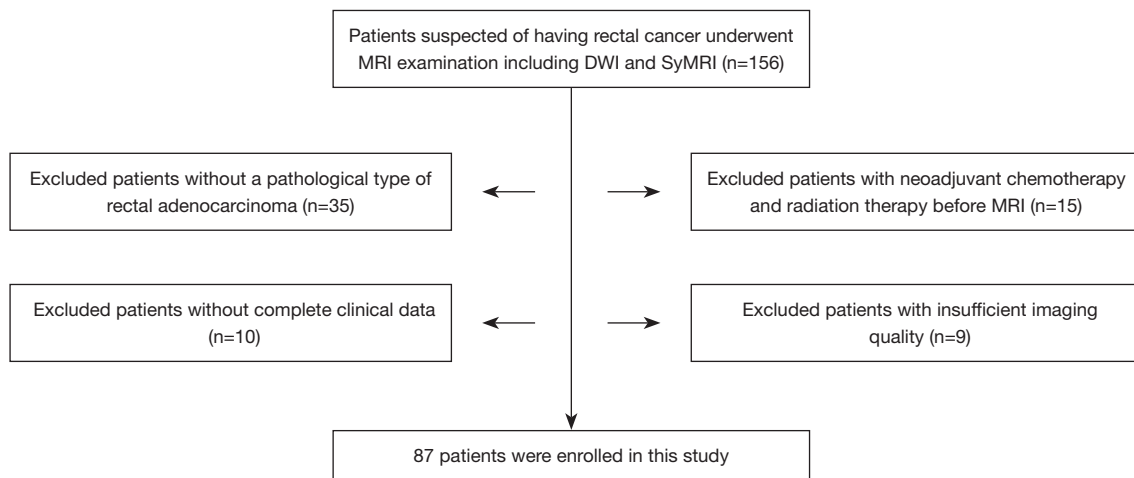 Patients suspected of having rectal cancer underwent
MRI examination including DWI and SyMRI (n=156)
Excluded patients without a pathological type of
rectal adenocarcinoma (n=35)
Excluded patients with neoadjuvant chemotherapy
and radiation therapy before MRI (n=15)
Excluded patients without complete clinical data
(n=10)
Excluded patients with insufficient imaging
quality (n=9)
87 patients were enrolled in this study